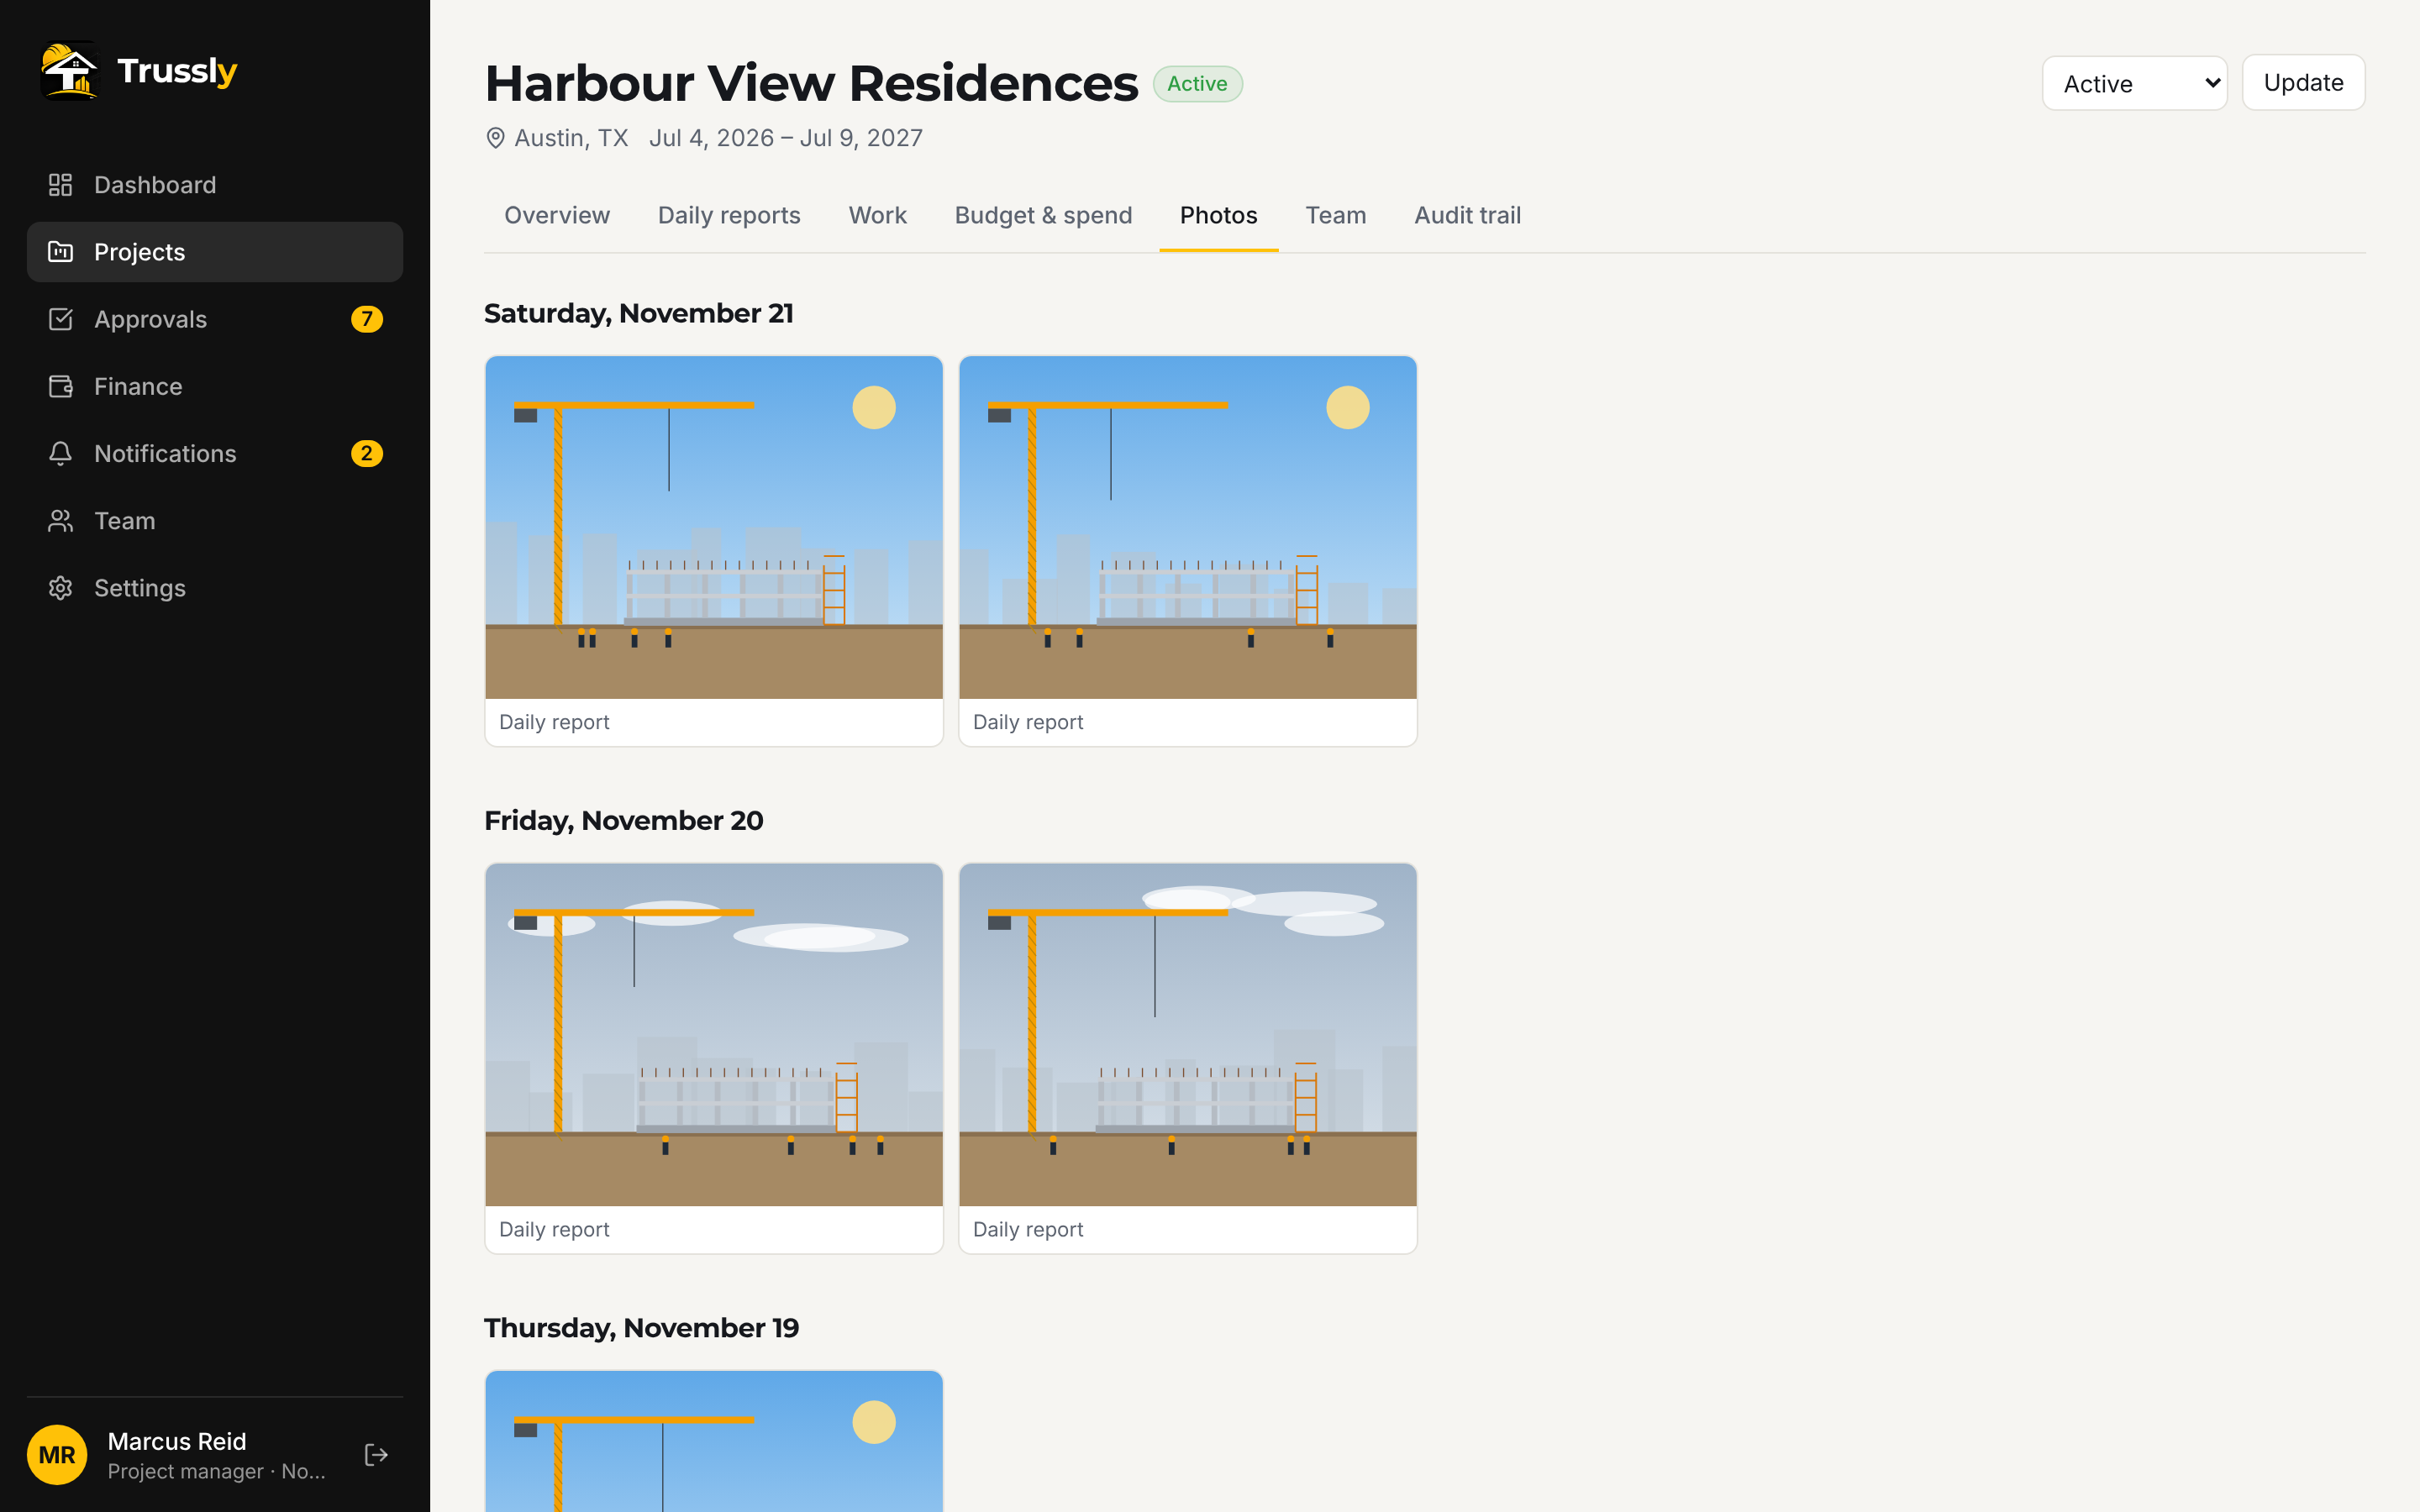 Trussly
Dashboard
Projects
Approvals 7
Finance
Notifications 2
Team
Settings
MR
Marcus Reid
Project manager · No...
Harbour View Residences Active
Active Update
Austin, TX Jul 4, 2026 – Jul 9, 2027
Overview Daily reports Work Budget & spend Photos Team Audit trail
Saturday, November 21
Daily report Daily report
Friday, November 20
Daily report Daily report
Thursday, November 19